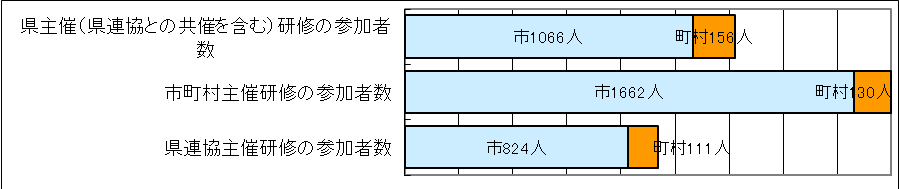 県主催(県連協との共催を含む)研修の参加者
数
市1066人 町村156人
市町村主催研修の参加者数
市1662人 町村130人
県連協主催研修の参加者数
市824人 町村111人